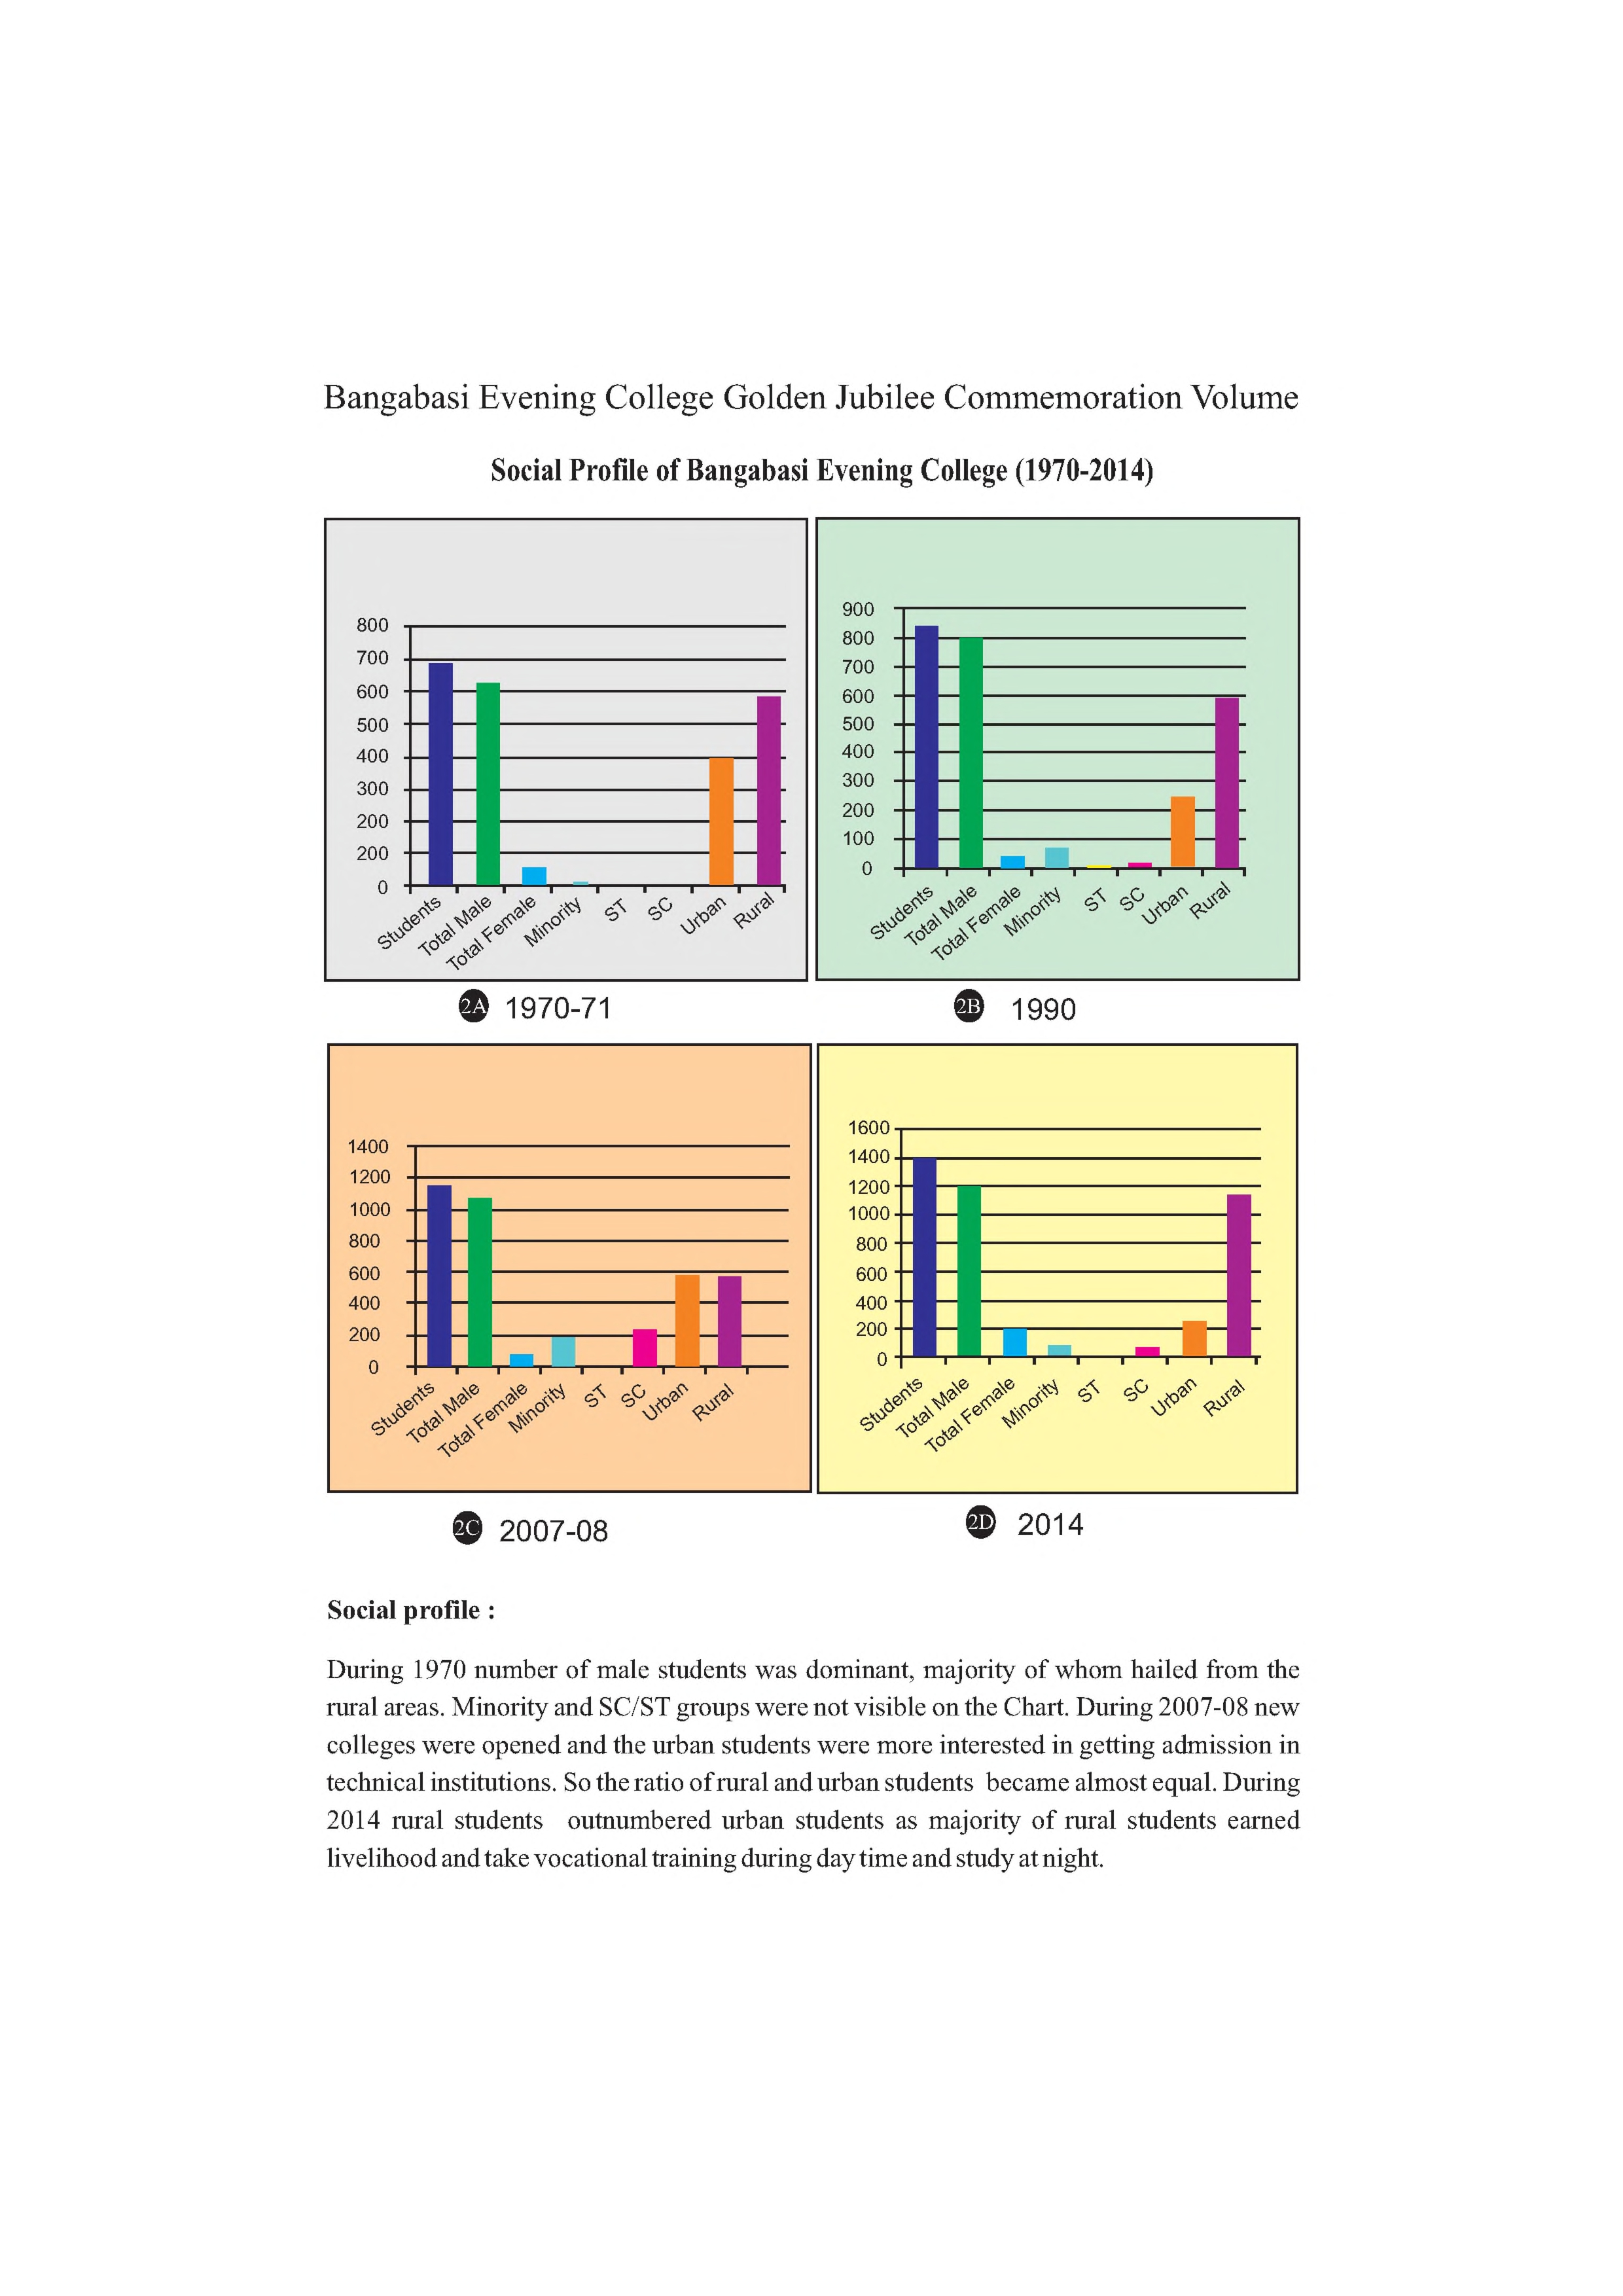 Bangabasi Evening College Golden Jubilee Commemoration Volume
Social Profile of Bangabasi Evening College (1970-2014)
800
700
600
500
400
300
200
200
0
Students
Total Male
Total Female
Minority
ST
SC
Urban
Rural
2A 1970-71
900
800
700
600
500
400
300
200
100
0
Students
Total Male
Total Female
Minority
ST
SC
Urban
Rural
2B 1990
1400
1200
1000
800
600
400
200
0
Students
Total Male
Total Female
Minority
ST
SC
Urban
Rural
2C 2007-08
1600
1400
1200
1000
800
600
400
200
0
Students
Total Male
Total Female
Minority
ST
SC
Urban
Rural
2D 2014
Social profile :
During 1970 number of male students was dominant, majority of whom hailed from the
rural areas. Minority and SC/ST groups were not visible on the Chart. During 2007-08 new
colleges were opened and the urban students were more interested in getting admission in
technical institutions. So the ratio of rural and urban students became almost equal. During
2014 rural students outnumbered urban students as majority of rural students earned
livelihood and take vocational training during day time and study at night.